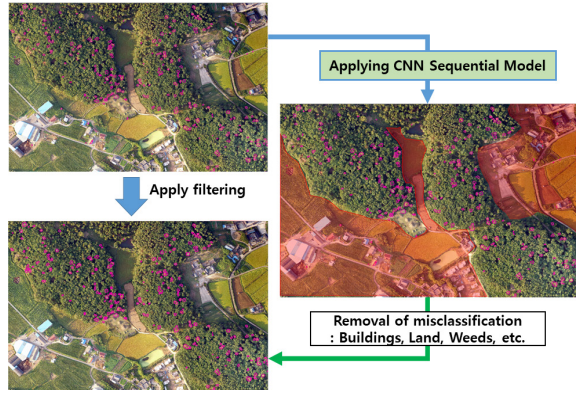 Applying CNN Sequential Model
Apply filtering
Removal of misclassification
: Buildings, Land, Weeds, etc.